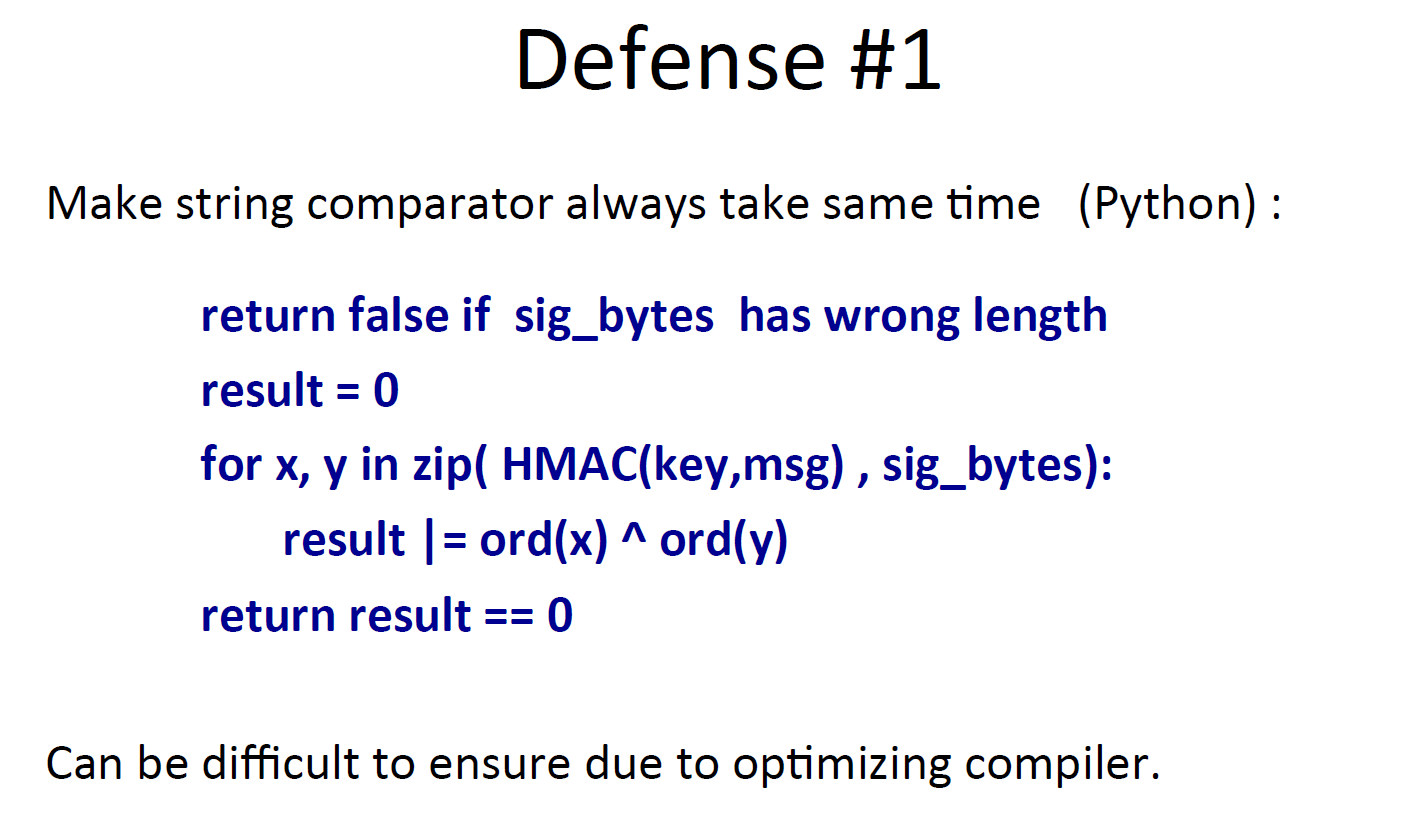 Defense #1
Make string comparator always take same time (Python) :
return false if sig_bytes has wrong length
result = 0
for x, y in zip( HMAC(key,msg) , sig_bytes):
result |= ord(x) ^ ord(y)
return result == 0
Can be difficult to ensure due to optimizing compiler.